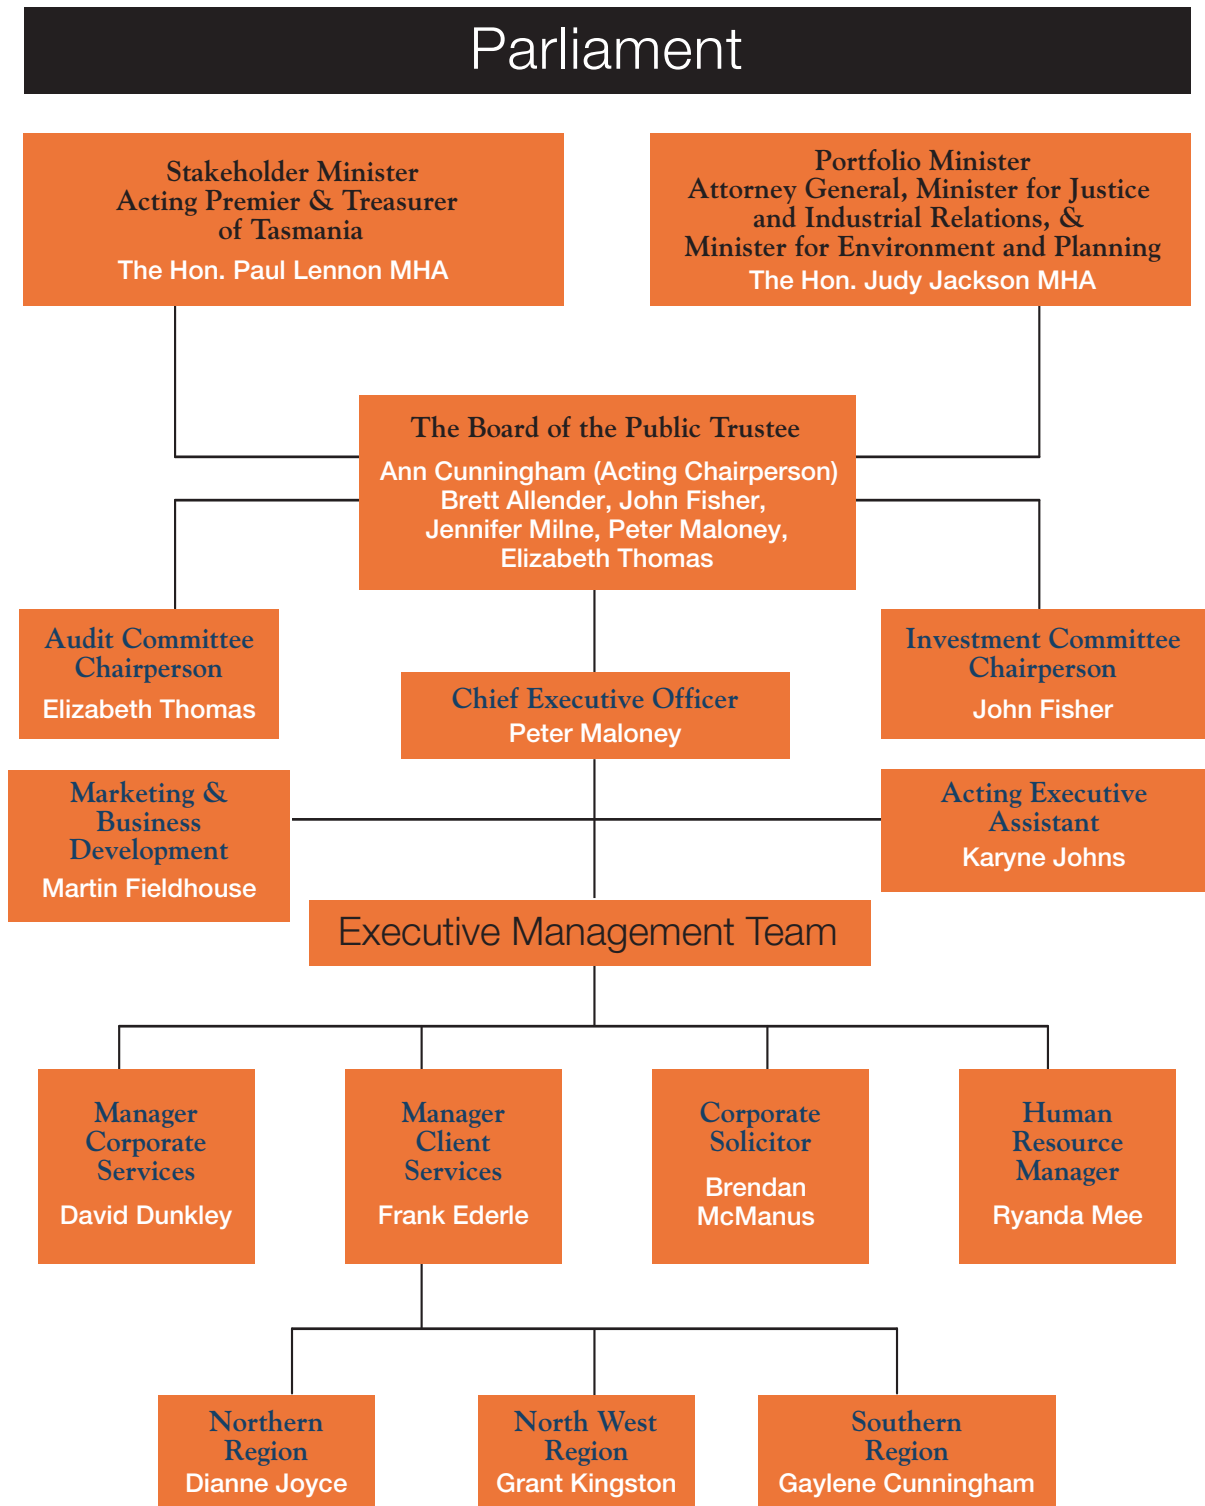 Parliament
Stakeholder Minister
Acting Premier & Treasurer
of Tasmania
The Hon. Paul Lennon MHA
Portfolio Minister
Attorney General, Minister for Justice
and Industrial Relations, &
Minister for Environment and Planning
The Hon. Judy Jackson MHA
The Board of the Public Trustee
Ann Cunningham (Acting Chairperson)
Brett Allender, John Fisher,
Jennifer Milne, Peter Maloney,
Elizabeth Thomas
Audit Committee
Chairperson
Elizabeth Thomas
Chief Executive Officer
Peter Maloney
Investment Committee
Chairperson
John Fisher
Marketing &
Business
Development
Martin Fieldhouse
Acting Executive
Assistant
Karyne Johns
Executive Management Team
Manager
Corporate
Services
David Dunkley
Manager
Client
Services
Frank Ederle
Corporate
Solicitor
Brendan
McManus
Human
Resource
Manager
Ryanda Mee
Northern
Region
Dianne Joyce
North West
Region
Grant Kingston
Southern
Region
Gaylene Cunningham